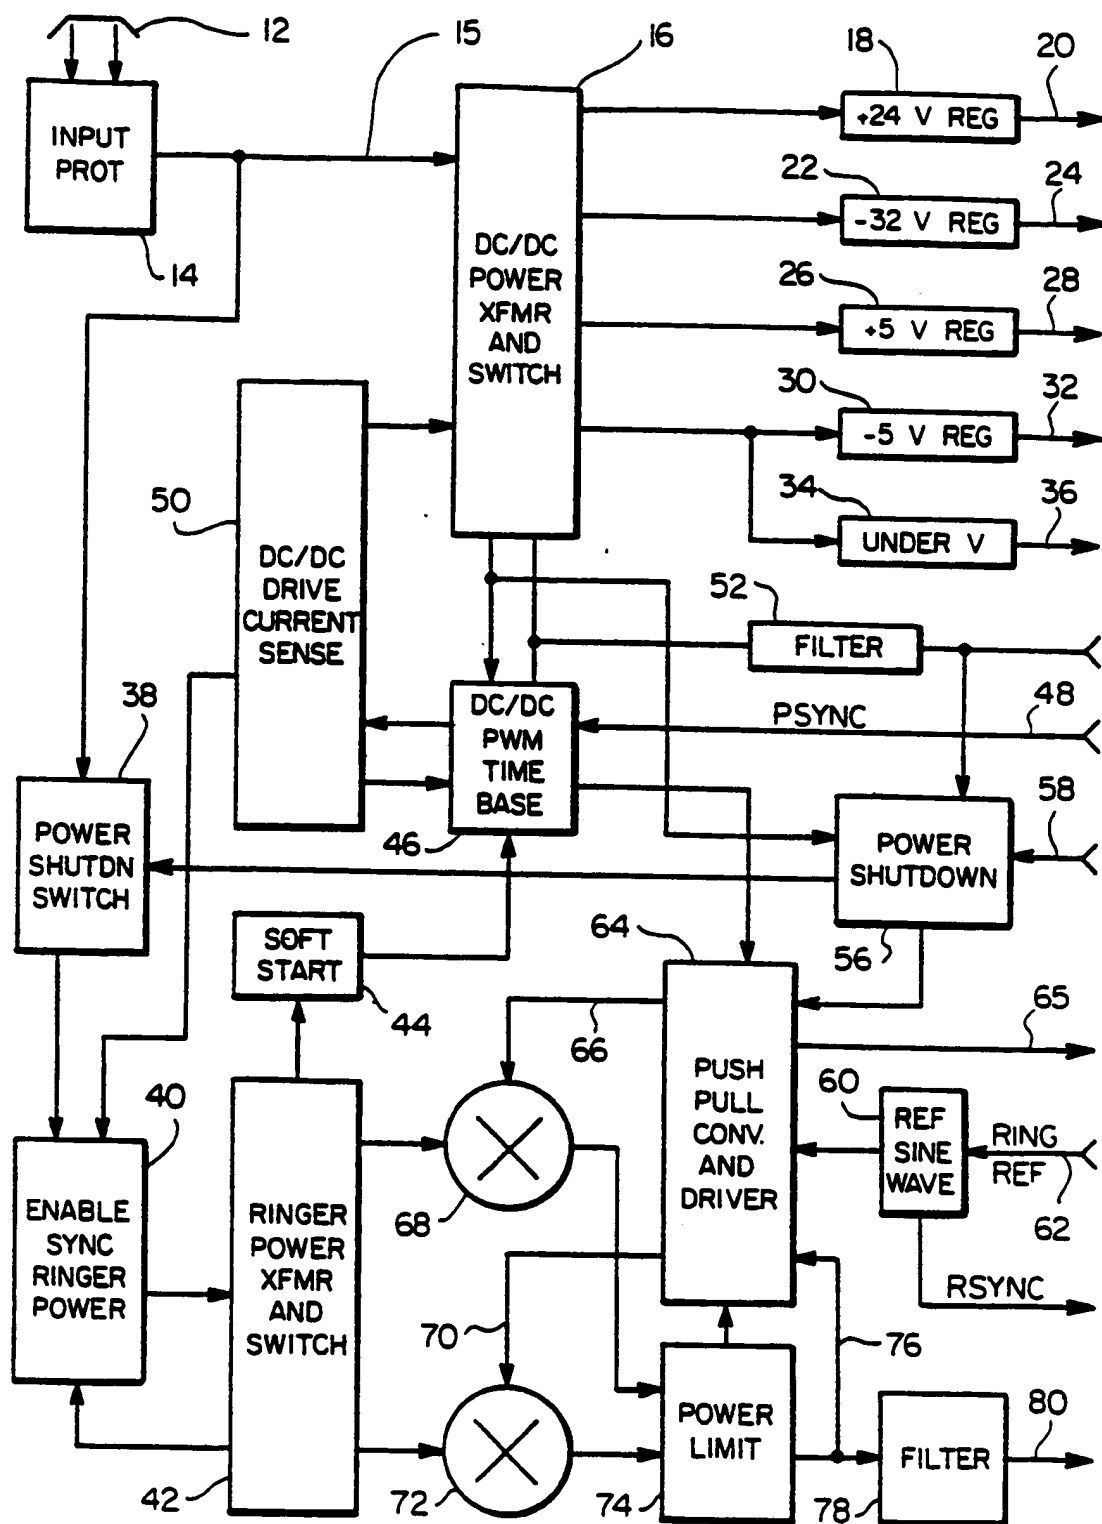 12
15
16
18
20
INPUT
PROT
+24 V REG
14
22
24
-32 V REG
DC/DC
POWER
XFMR
AND
SWITCH
26
28
+5 V REG
30
32
-5 V REG
50
34
36
UNDER V
DC/DC
DRIVE
CURRENT
SENSE
52
FILTER
38
DC/DC
PWM
TIME
BASE
PSYNC
48
46
58
POWER
SHUTDN
SWITCH
POWER
SHUTDOWN
56
SOFT
START
44
64
66
65
40
PUSH
PULL
CONV.
AND
DRIVER
60
REF
SINE
WAVE
RING
REF
62
68
ENABLE
SYNC
RINGER
POWER
RINGER
POWER
XFMR
AND
SWITCH
RSYNC
70
76
POWER
LIMIT
80
FILTER
42
72
74
78